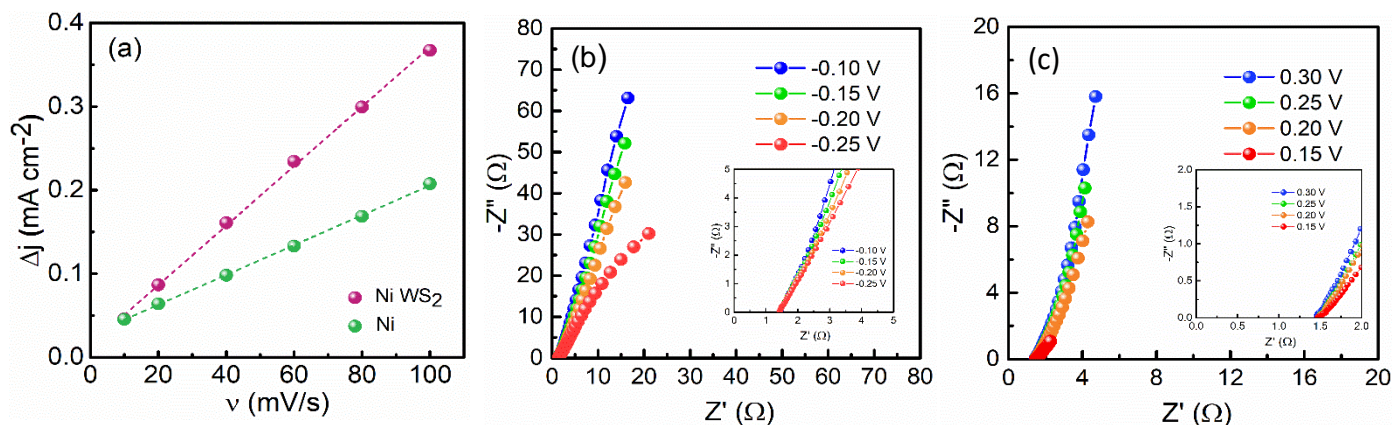 (a)
Δj (mA cm⁻²)
0.4
0.3
0.2
0.1
0.0
0 20 40 60 80 100
ν (mV/s)
Ni WS₂
Ni
(b)
-Z'' (Ω)
80
70
60
50
40
30
20
10
0
0 10 20 30 40 50 60 70 80
Z' (Ω)
-0.10 V
-0.15 V
-0.20 V
-0.25 V
-Z'' (Ω)
5
4
3
2
1
0
0 1 2 3 4 5
Z' (Ω)
-0.10 V
-0.15 V
-0.20 V
-0.25 V
(c)
-Z'' (Ω)
20
16
12
8
4
0
0 4 8 12 16 20
Z' (Ω)
0.30 V
0.25 V
0.20 V
0.15 V
-Z'' (Ω)
2.0
1.5
1.0
0.5
0.0
0.0 0.5 1.0 1.5 2.0
Z' (Ω)
0.30 V
0.25 V
0.20 V
0.15 V